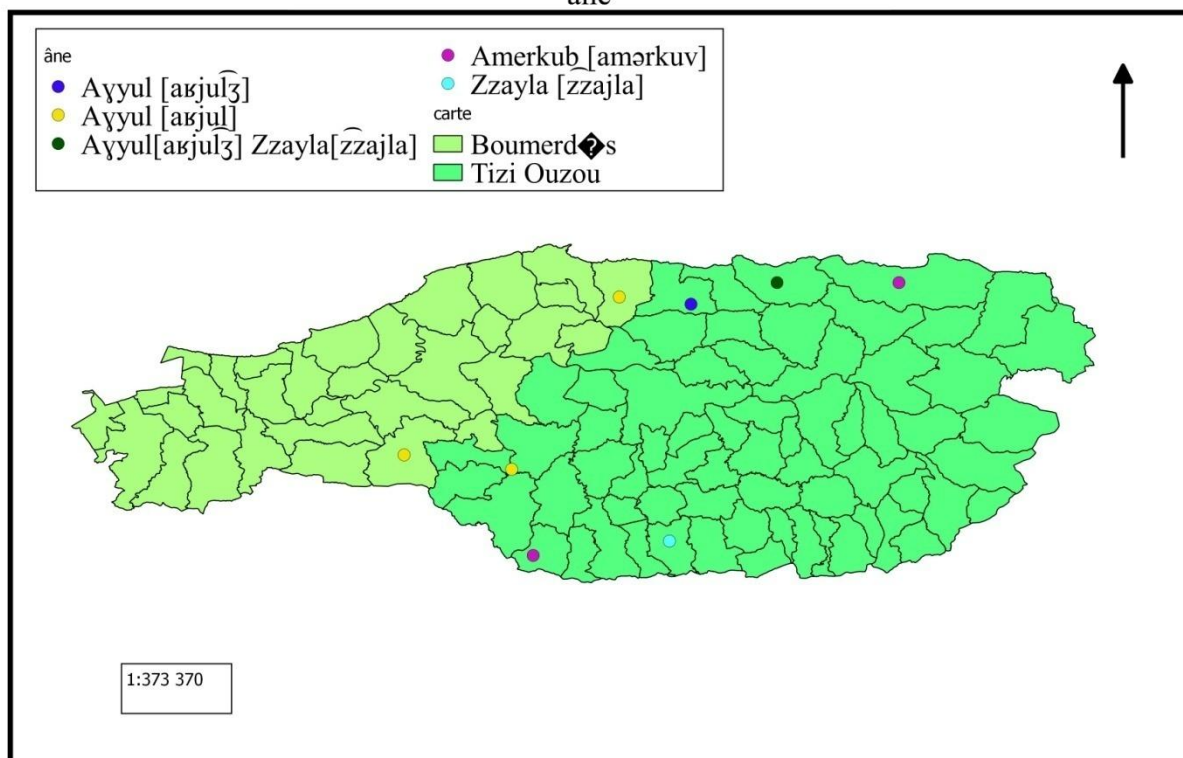 âne
âne
Aɣyul [aʁjul͡ʒ]
Aɣyul [aʁjul]
Aɣyul[aʁjul͡ʒ] Zzayla[z͡zajla]
Amerkub [amərkuv]
Zzayla [z͡zajla]
carte
Boumerd�s
Tizi Ouzou
1:373 370